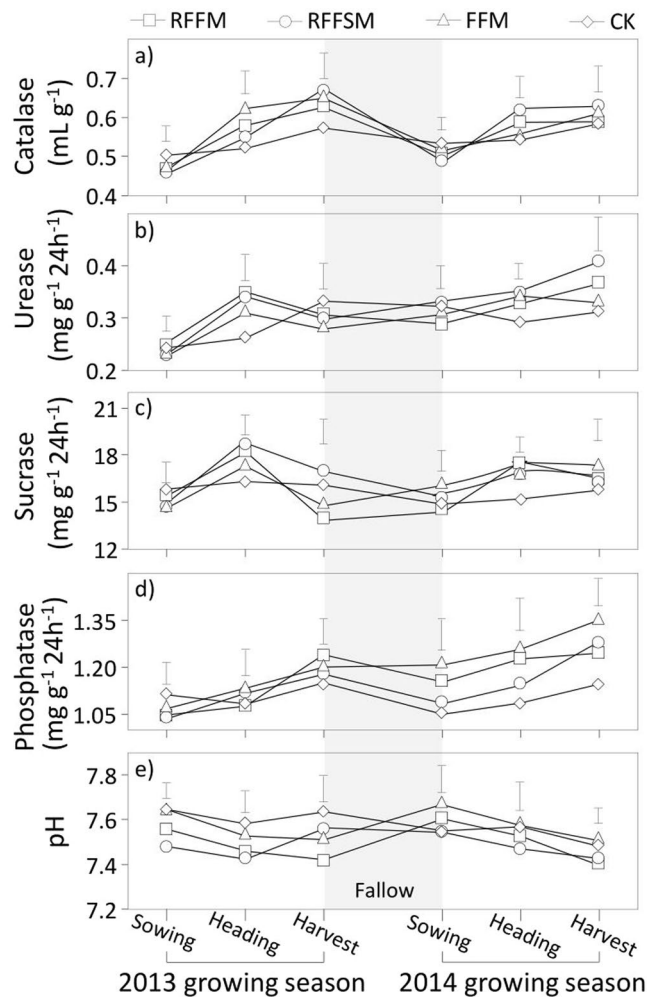 RFFM RFFSM FFM CK
a)
Catalase
(mL g-1)
0.7
0.6
0.5
0.4
b)
Urease
(mg g-1 24h-1)
0.4
0.3
0.2
c)
Sucrase
(mg g-1 24h-1)
21
18
15
12
d)
Phosphatase
(mg g-1 24h-1)
1.35
1.20
1.05
e)
pH
7.8
7.6
7.4
7.2
Fallow
Sowing Heading Harvest Sowing Heading Harvest
2013 growing season 2014 growing season